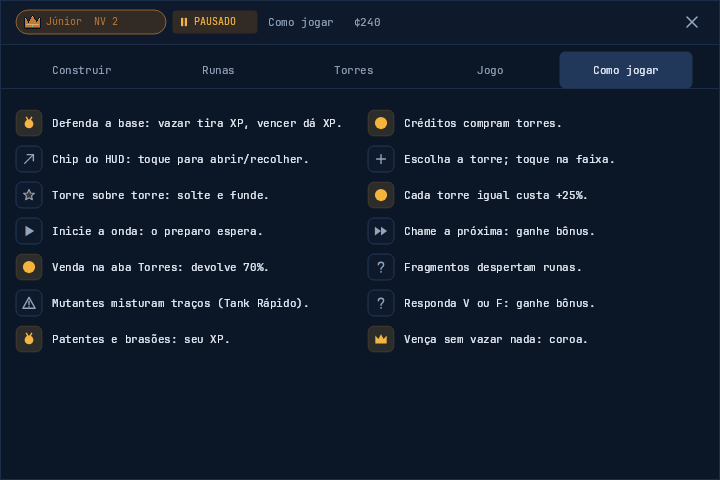 Júnior NV 2 PAUSADO Como jogar ¢240
Construir Runas Torres Jogo Como jogar
Defenda a base: vazar tira XP, vencer dá XP.
Créditos compram torres.
Chip do HUD: toque para abrir/recolher.
Escolha a torre; toque na faixa.
Torre sobre torre: solte e funde.
Cada torre igual custa +25%.
Inicie a onda: o preparo espera.
Chame a próxima: ganhe bônus.
Venda na aba Torres: devolve 70%.
Fragmentos despertam runas.
Mutantes misturam traços (Tank Rápido).
Responda V ou F: ganhe bônus.
Patentes e brasões: seu XP.
Vença sem vazar nada: coroa.